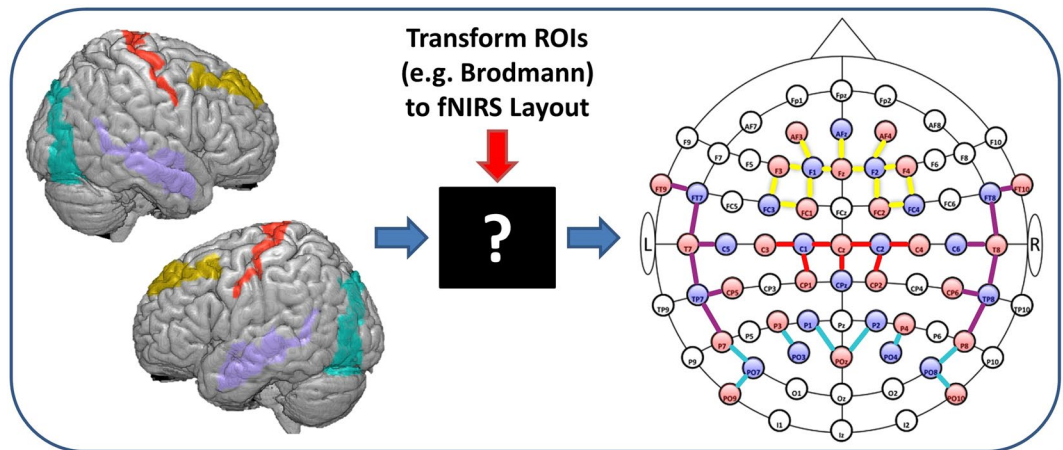 Transform ROIs
(e.g. Brodmann)
to fNIRS Layout
?
Fp1 Fpz Fp2
AF7 AF3 AFz AF4 AF8
F9 F7 F5 F3 F1 Fz F2 F4 F6 F8 F10
FT9 FT7 FC5 FC3 FC1 FCz FC2 FC4 FC6 FT8 FT10
L T7 C5 C3 C1 Cz C2 C4 C6 T8 R
TP9 TP7 CP5 CP3 CP1 CPz CP2 CP4 CP6 TP8 TP10
P9 P7 P5 P3 P1 Pz P2 P4 P6 P8 P10
PO9 PO7 PO3 POz PO4 PO8 PO10
O1 Oz O2
I1 Iz I2